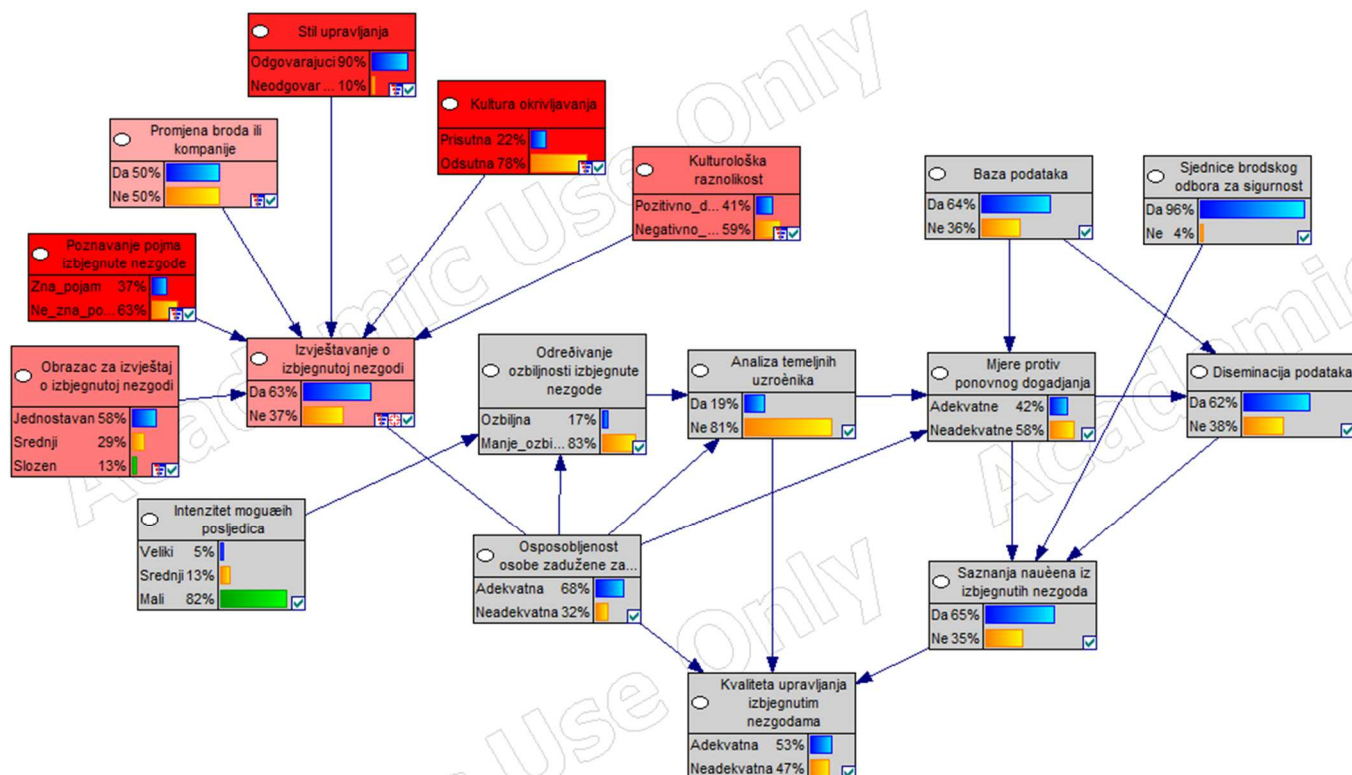 Stil upravljanja
Odgovarajuci 90%
Neodgovar ... 10%
Kultura okrivljavanja
Prisutna 22%
Odsutna 78%
Promjena broda ili
kompanije
Da 50%
Ne 50%
Kulturološka
raznolikost
Pozitivno_d... 41%
Negativno_... 59%
Baza podataka
Da 64%
Ne 36%
Sjednice brodskog
odbora za sigurnost
Da 96%
Ne 4%
Poznavanje pojma
izbjegnute nezgode
Zna_pojam 37%
Ne_zna_po... 63%
Obrazac za izvještaj
o izbjegnutoj nezgodi
Jednostavan 58%
Srednji 29%
Slozen 13%
Izvještavanje o
izbjegnutoj nezgodi
Da 63%
Ne 37%
Odreðivanje
ozbiljnosti izbjegnute
nezgode
Ozbiljna 17%
Manje_ozbi... 83%
Analiza temeljnih
uzroènika
Da 19%
Ne 81%
Mjere protiv
ponovnog dogadjanja
Adekvatne 42%
Neadekvatne 58%
Diseminacija podataka
Da 62%
Ne 38%
Intenzitet moguæih
posljedica
Veliki 5%
Srednji 13%
Mali 82%
Osposobljenost
osobe zadužene za...
Adekvatna 68%
Neadekvatna 32%
Saznanja nauèena iz
izbjegnutih nezgoda
Da 65%
Ne 35%
Kvaliteta upravljanja
izbjegnutim
nezgodama
Adekvatna 53%
Neadekvatna 47%
Academic Use Only
Academic
Use Only